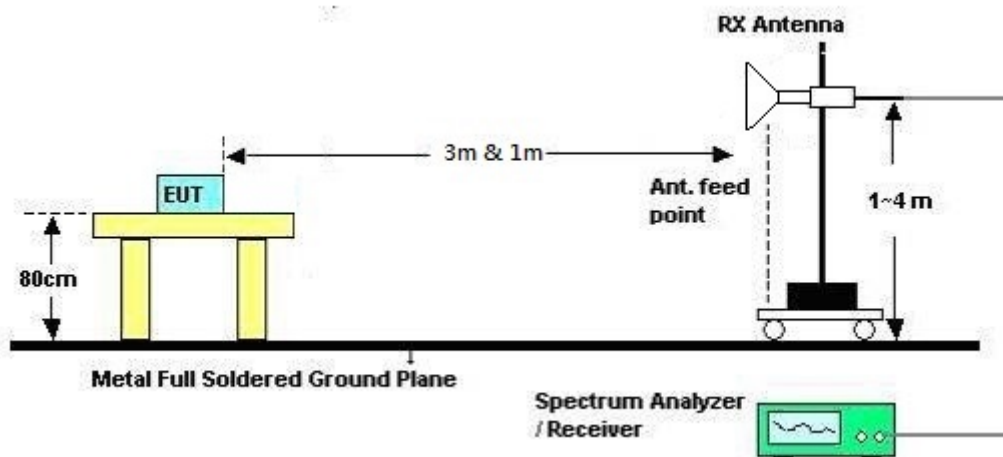 RX Antenna
3m & 1m
EUT
Ant. feed
point
1~4 m
80cm
Metal Full Soldered Ground Plane
Spectrum Analyzer
/ Receiver